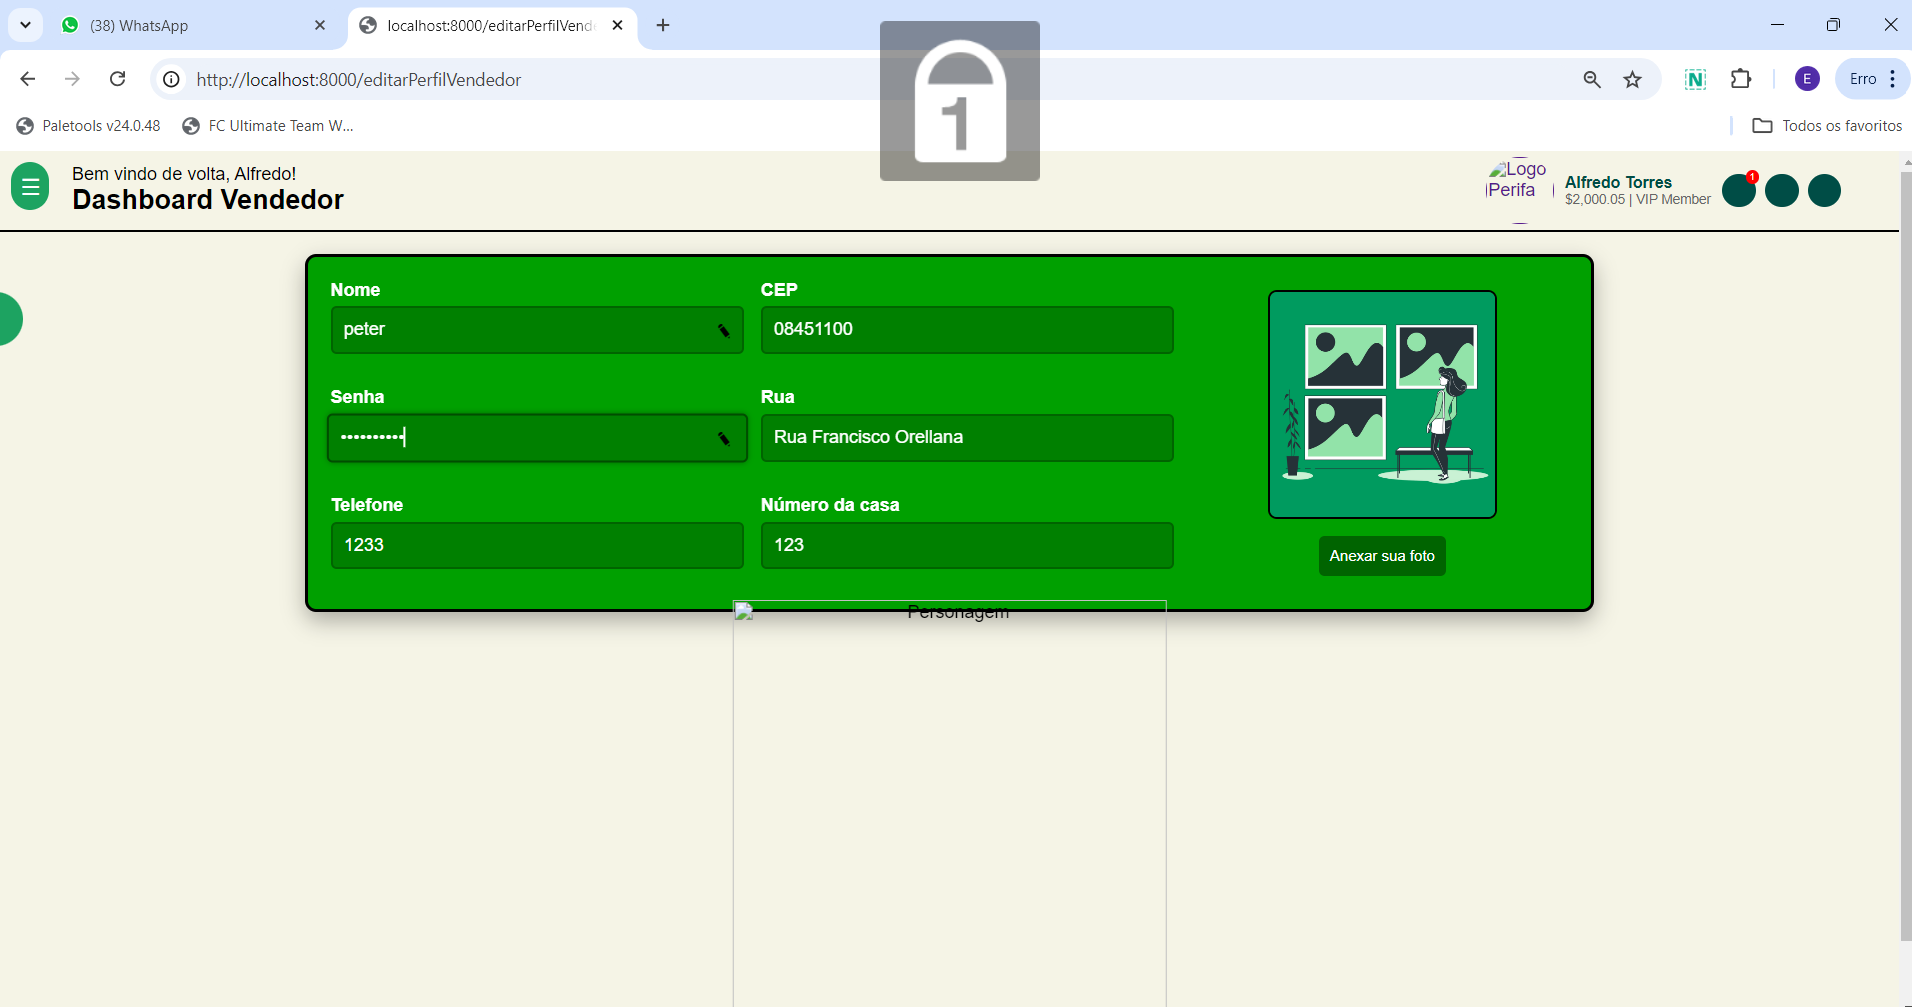 (38) WhatsApp
localhost:8000/editarPerfilVend
http://localhost:8000/editarPerfilVendedor
E
Erro
Paletools v24.0.48
FC Ultimate Team W...
Todos os favoritos
1
Bem vindo de volta, Alfredo!
Dashboard Vendedor
Logo
Perifa
Alfredo Torres
$2,000.05 | VIP Member
1
Nome
CEP
peter
08451100
Senha
Rua
••••••••••
Rua Francisco Orellana
Telefone
Número da casa
1233
123
Anexar sua foto
Personagem